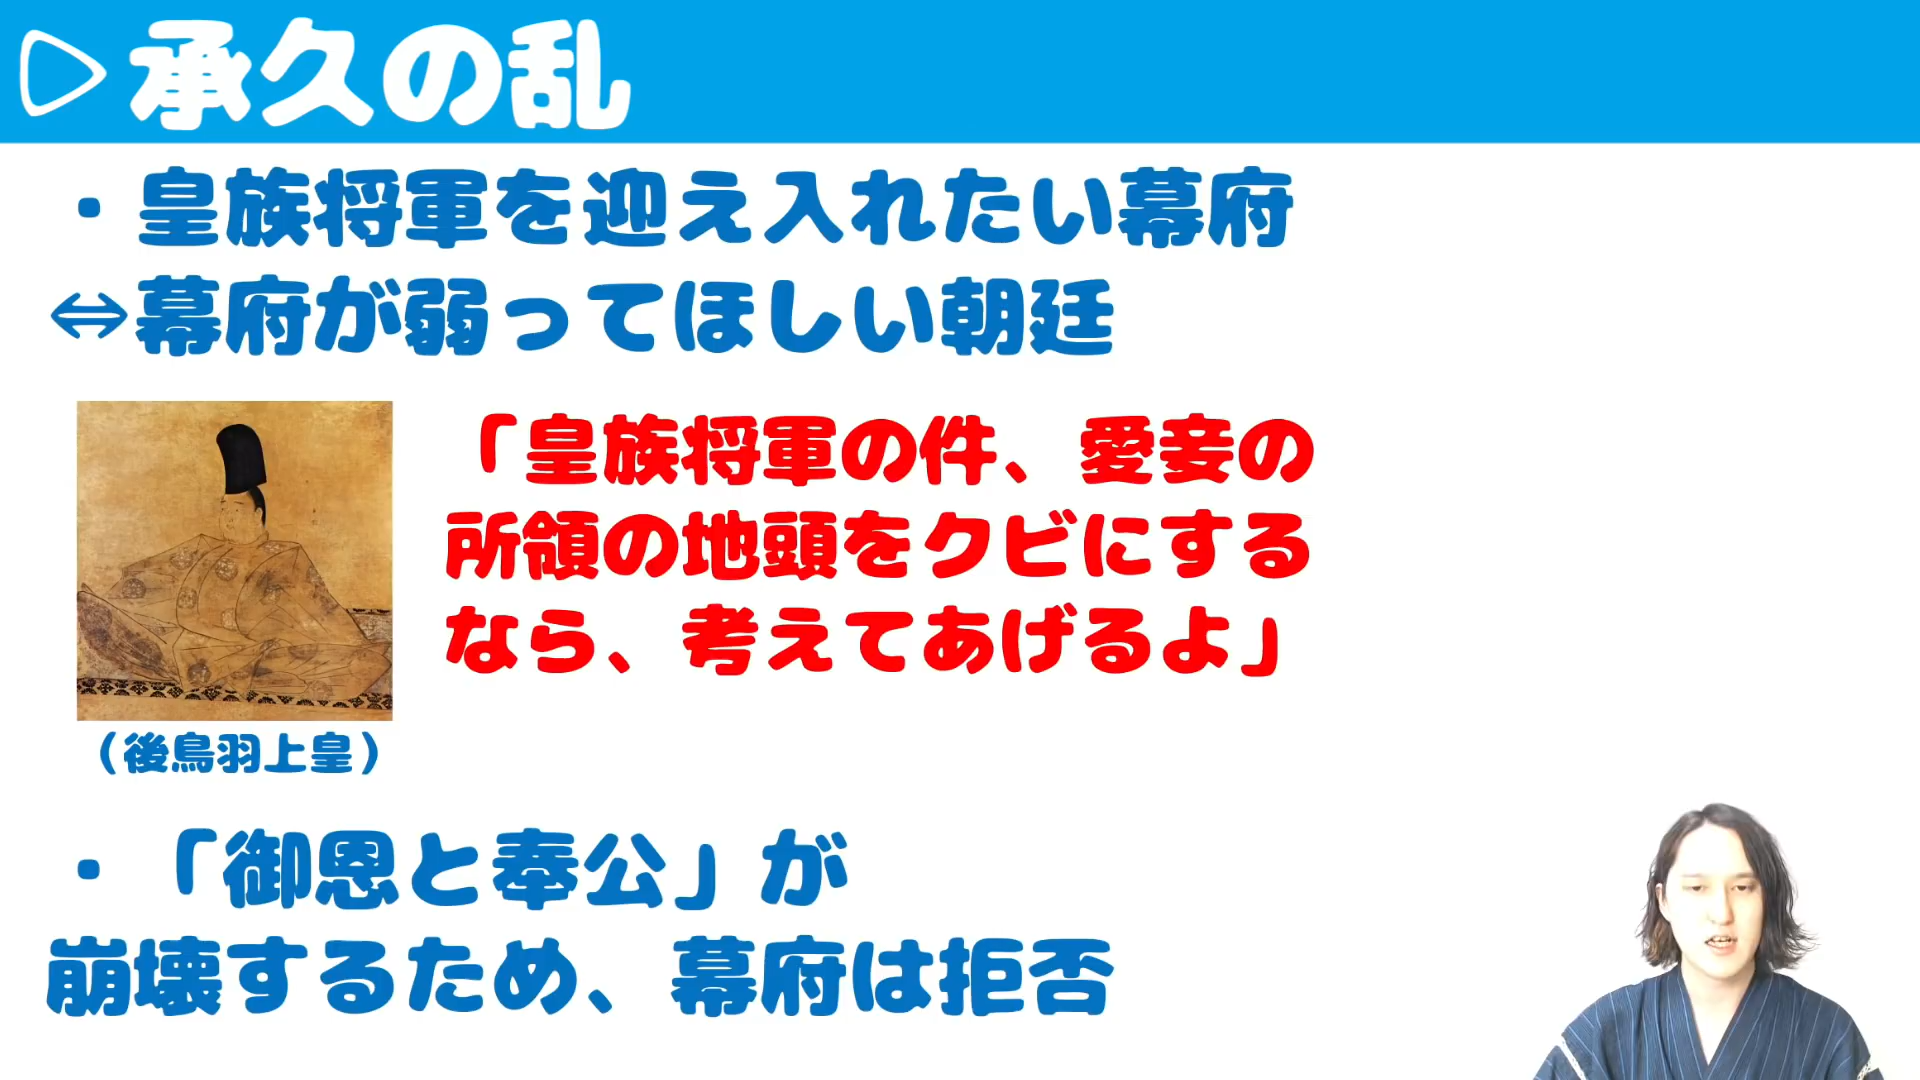 ▷承久の乱
・皇族将軍を迎え入れたい幕府
⇔幕府が弱ってほしい朝廷
「皇族将軍の件、愛妾の
所領の地頭をクビにする
なら、考えてあげるよ」
（後鳥羽上皇）
・「御恩と奉公」が
崩壊するため、幕府は拒否